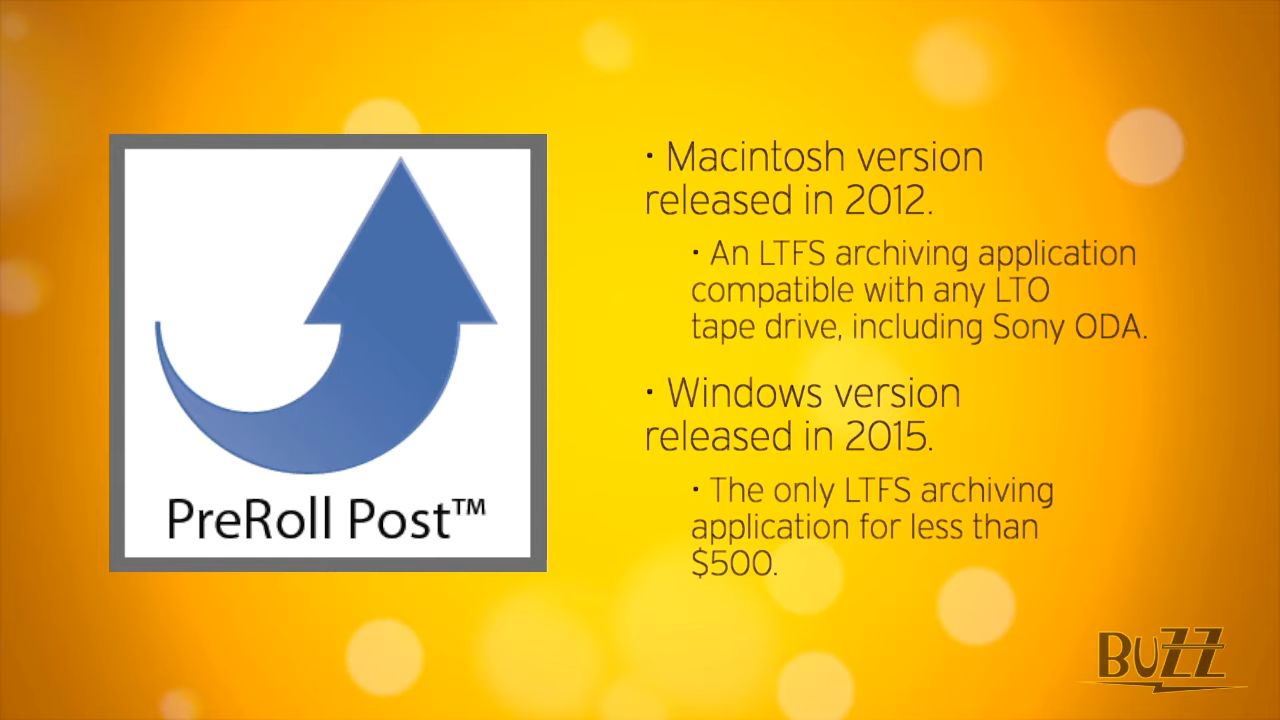 PreRoll Post™
· Macintosh version
released in 2012.
· An LTFS archiving application
compatible with any LTO
tape drive, including Sony ODA.
· Windows version
released in 2015.
· The only LTFS archiving
application for less than
$500.
BUZZ